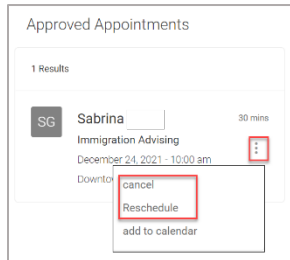 Approved Appointments
1 Results
SG
Sabrina
30 mins
Immigration Advising
December 24, 2021 - 10:00 am
Downto
cancel
Reschedule
add to calendar